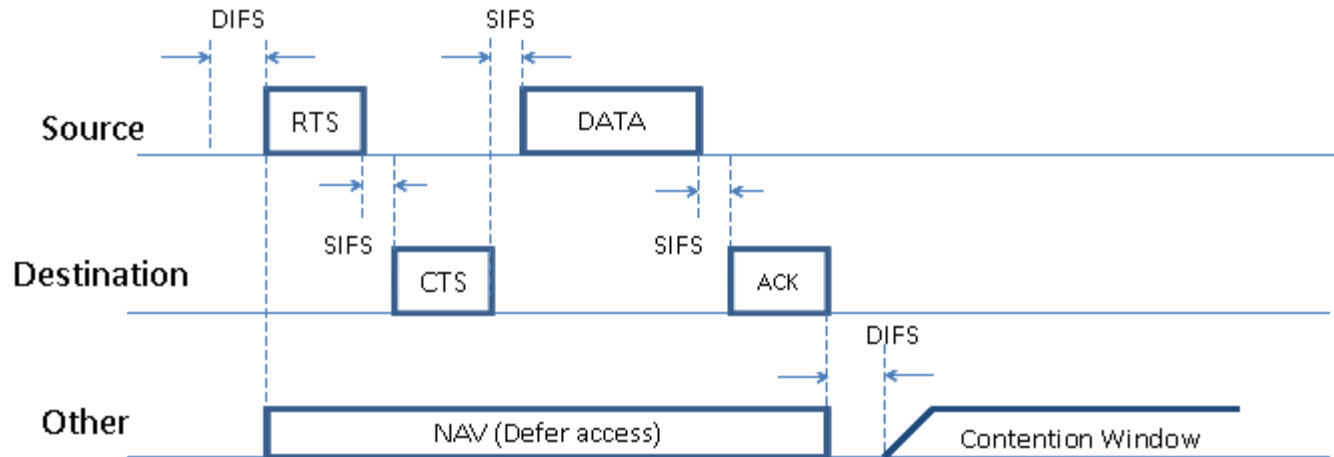 DIFS SIFS
Source RTS DATA
SIFS SIFS
Destination CTS ACK
DIFS
Other NAV (Defer access) Contention Window